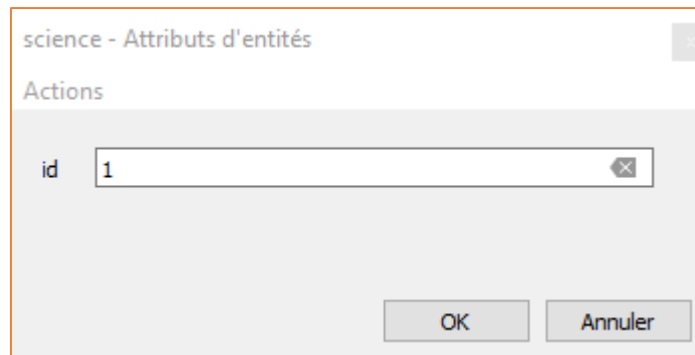 science - Attributs d'entités
Actions
id 1
OK Annuler